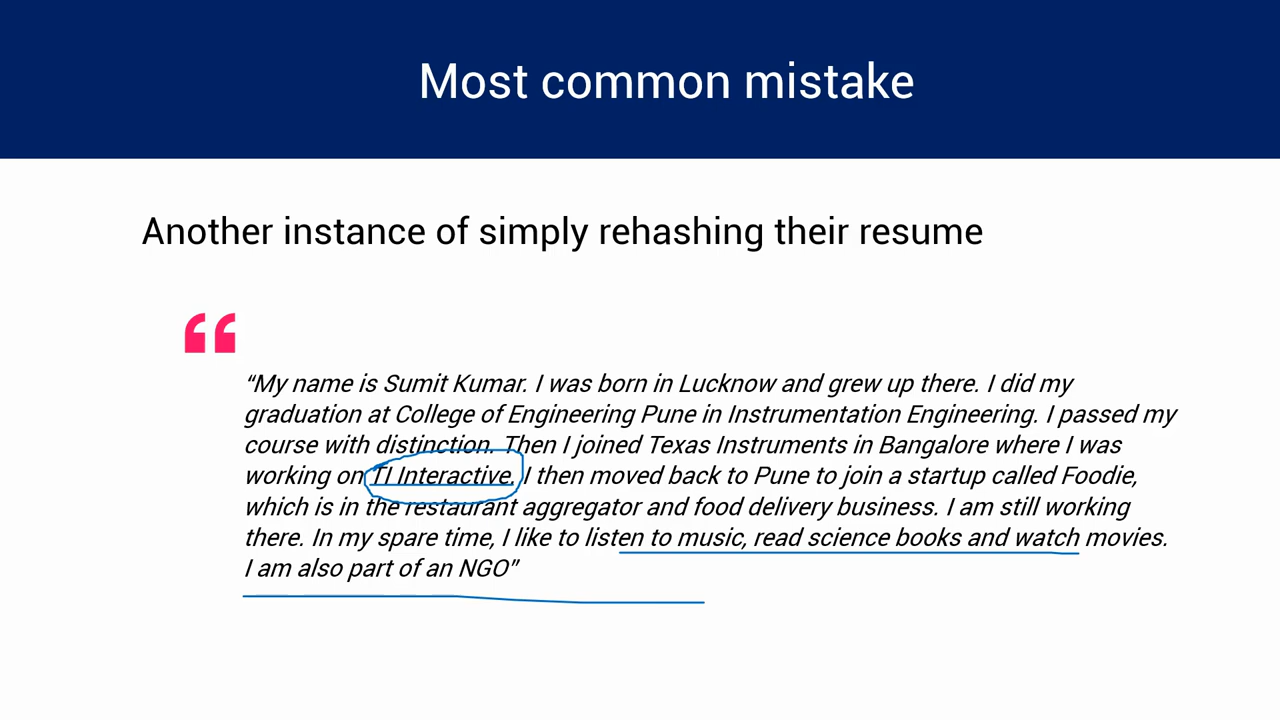 Most common mistake
Another instance of simply rehashing their resume
“
“My name is Sumit Kumar. I was born in Lucknow and grew up there. I did my
graduation at College of Engineering Pune in Instrumentation Engineering. I passed my
course with distinction. Then I joined Texas Instruments in Bangalore where I was
working on TI Interactive. I then moved back to Pune to join a startup called Foodie,
which is in the restaurant aggregator and food delivery business. I am still working
there. In my spare time, I like to listen to music, read science books and watch movies.
I am also part of an NGO”